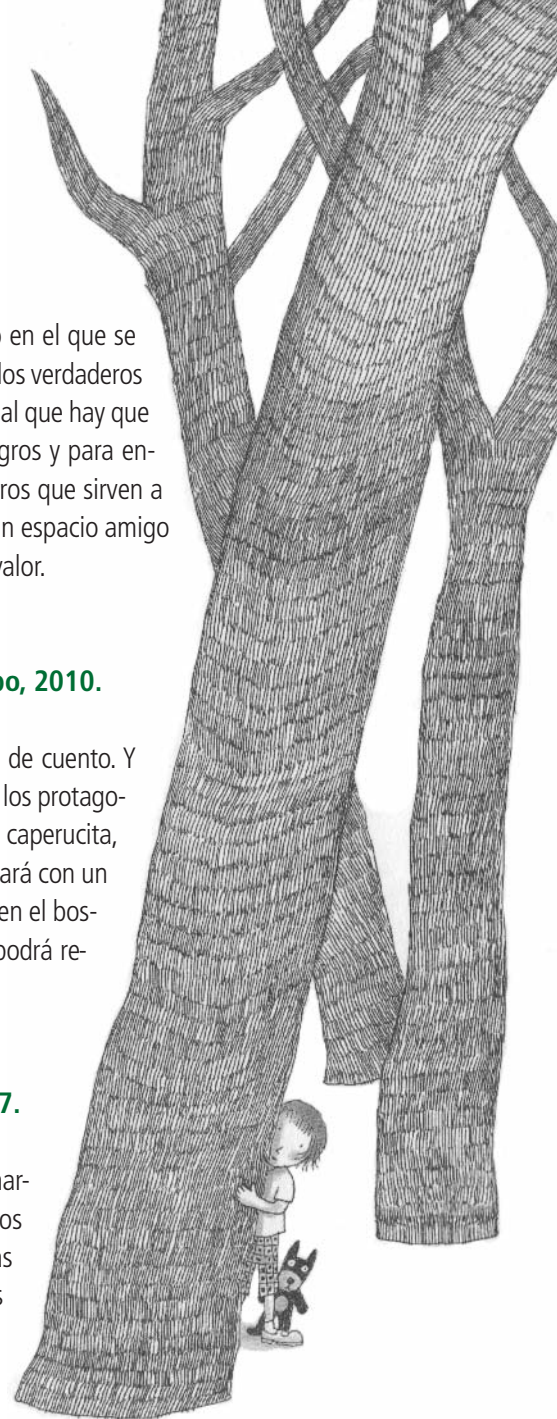 en el que se
los verdaderos
al que hay que
gros y para en-
ros que sirven a
n espacio amigo
valor.
po, 2010.
de cuento. Y
los protago-
caperucita,
ará con un
en el bos-
podrá re-
7.
nar-
os
as
s